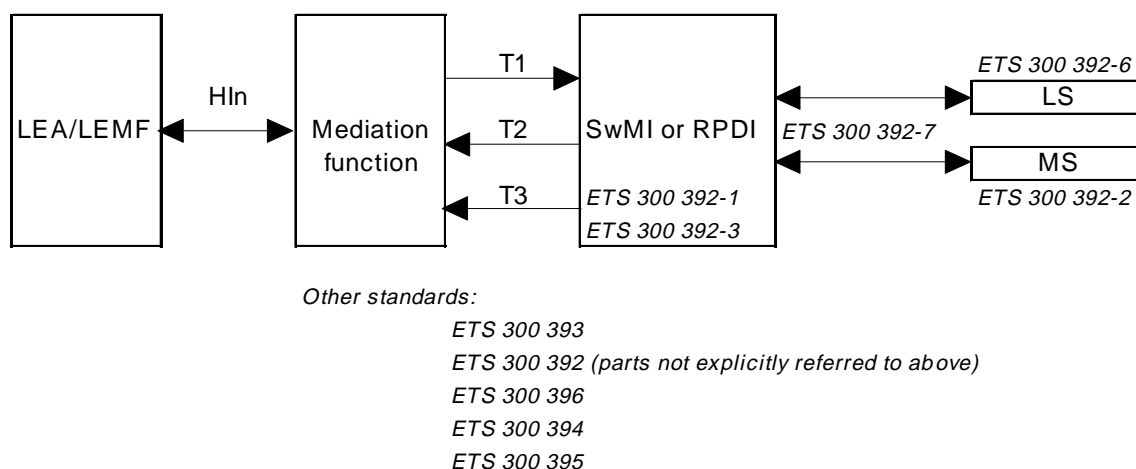 T1
ETS 300 392-6
HIn
LS
LEA/LEMF
Mediation
function
T2
SwMI or RPDI
ETS 300 392-7
MS
T3
ETS 300 392-1
ETS 300 392-2
ETS 300 392-3
Other standards:
ETS 300 393
ETS 300 392 (parts not explicitly referred to above)
ETS 300 396
ETS 300 394
ETS 300 395